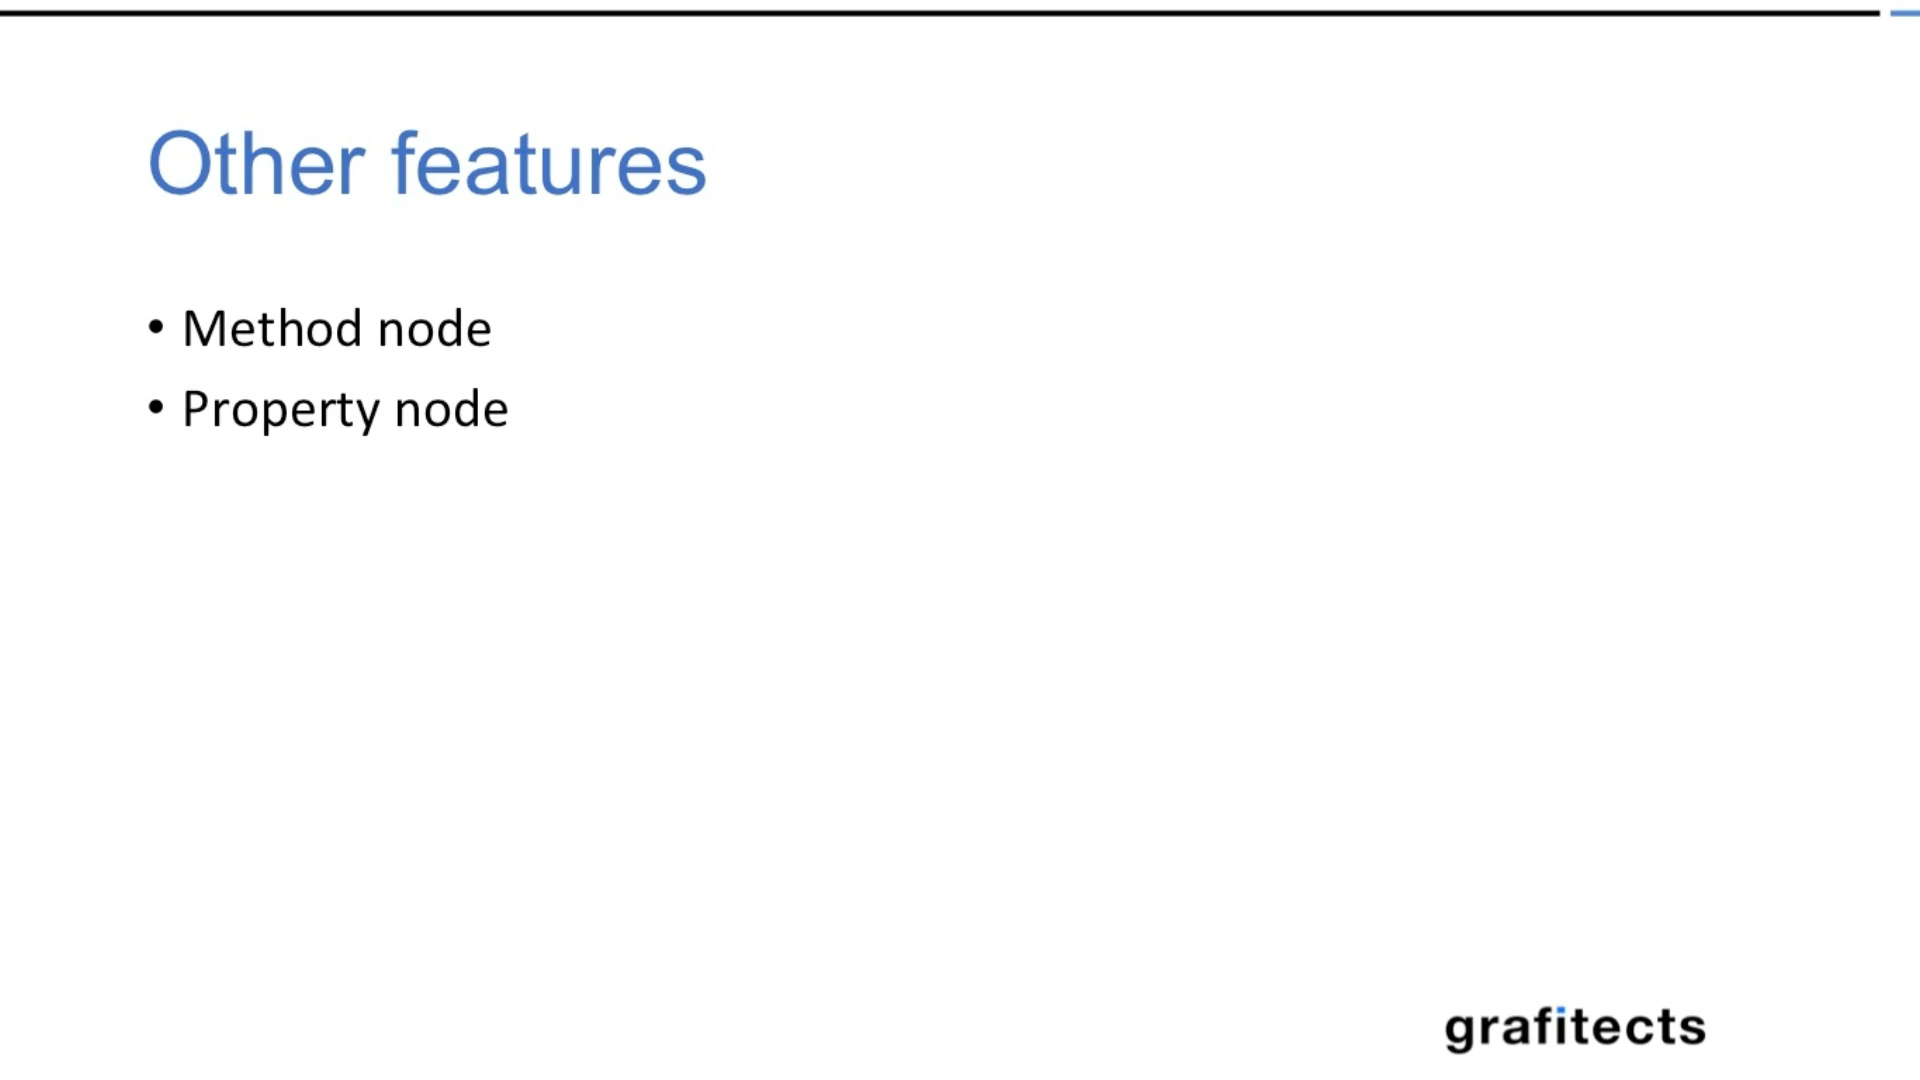 Other features
• Method node
• Property node
grafitects